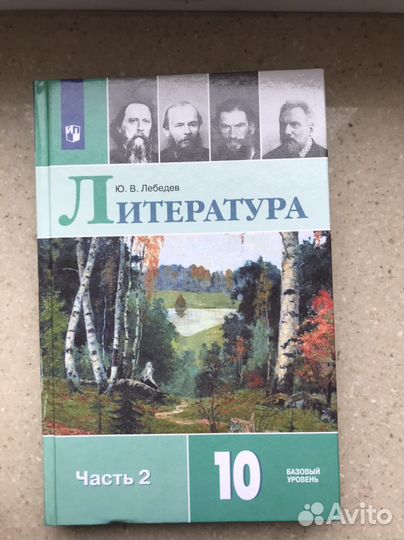 Ю. В. Лебедев
ЛИТЕРАТУРА
Часть 2
10
БАЗОВЫЙ
УРОВЕНЬ
Avito